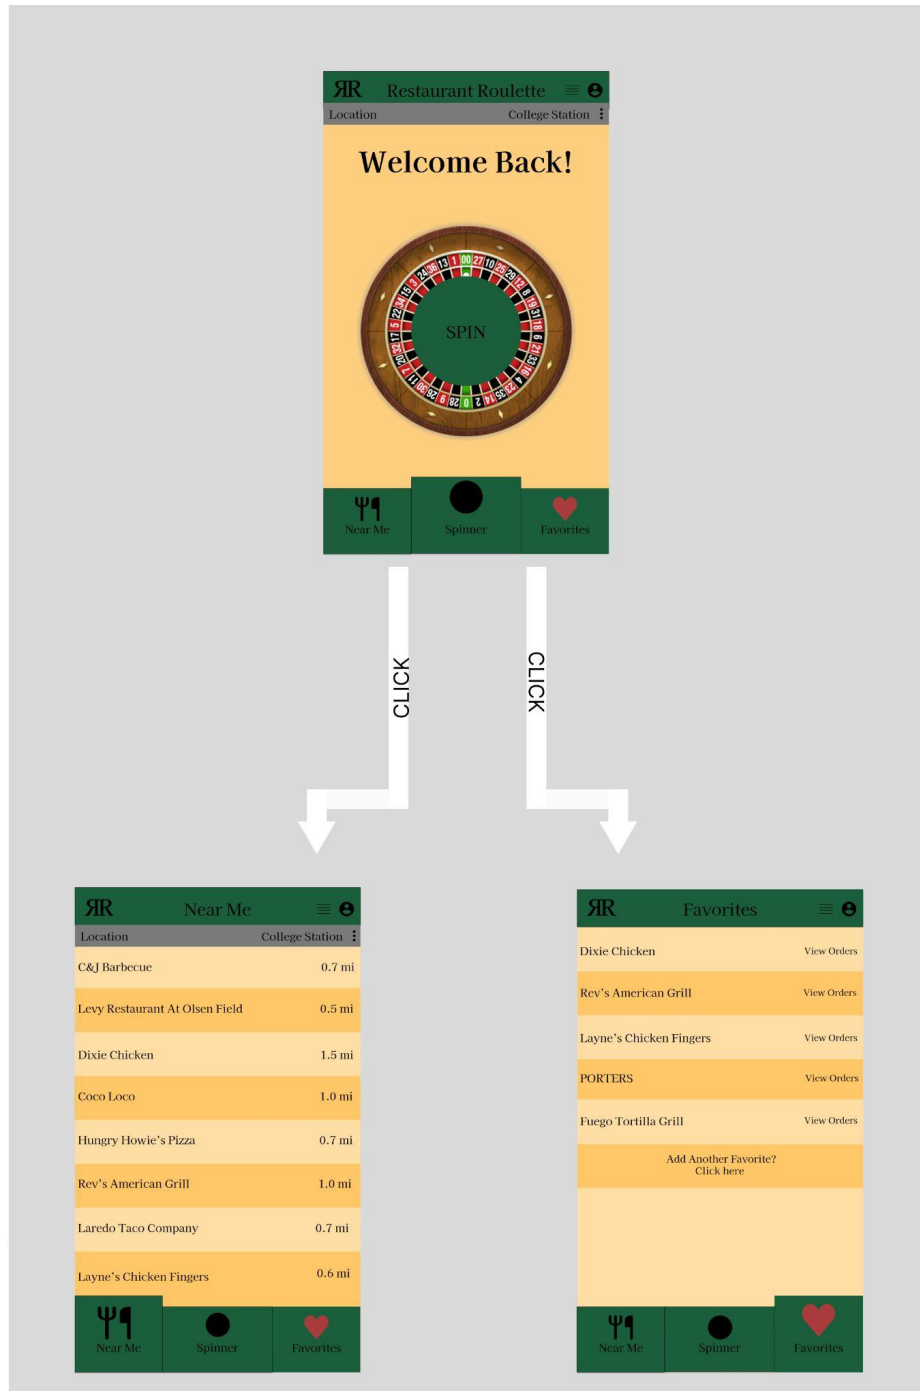 ЯR Restaurant Roulette
Location College Station
Welcome Back!
SPIN
Near Me Spinner Favorites
CLICK
CLICK
ЯR Near Me
Location College Station
C&J Barbecue 0.7 mi
Levy Restaurant At Olsen Field 0.5 mi
Dixie Chicken 1.5 mi
Coco Loco 1.0 mi
Hungry Howie's Pizza 0.7 mi
Rev's American Grill 1.0 mi
Laredo Taco Company 0.7 mi
Layne's Chicken Fingers 0.6 mi
Near Me Spinner Favorites
ЯR Favorites
Dixie Chicken View Orders
Rev's American Grill View Orders
Layne's Chicken Fingers View Orders
PORTERS View Orders
Fuego Tortilla Grill View Orders
Add Another Favorite?
Click here
Near Me Spinner Favorites